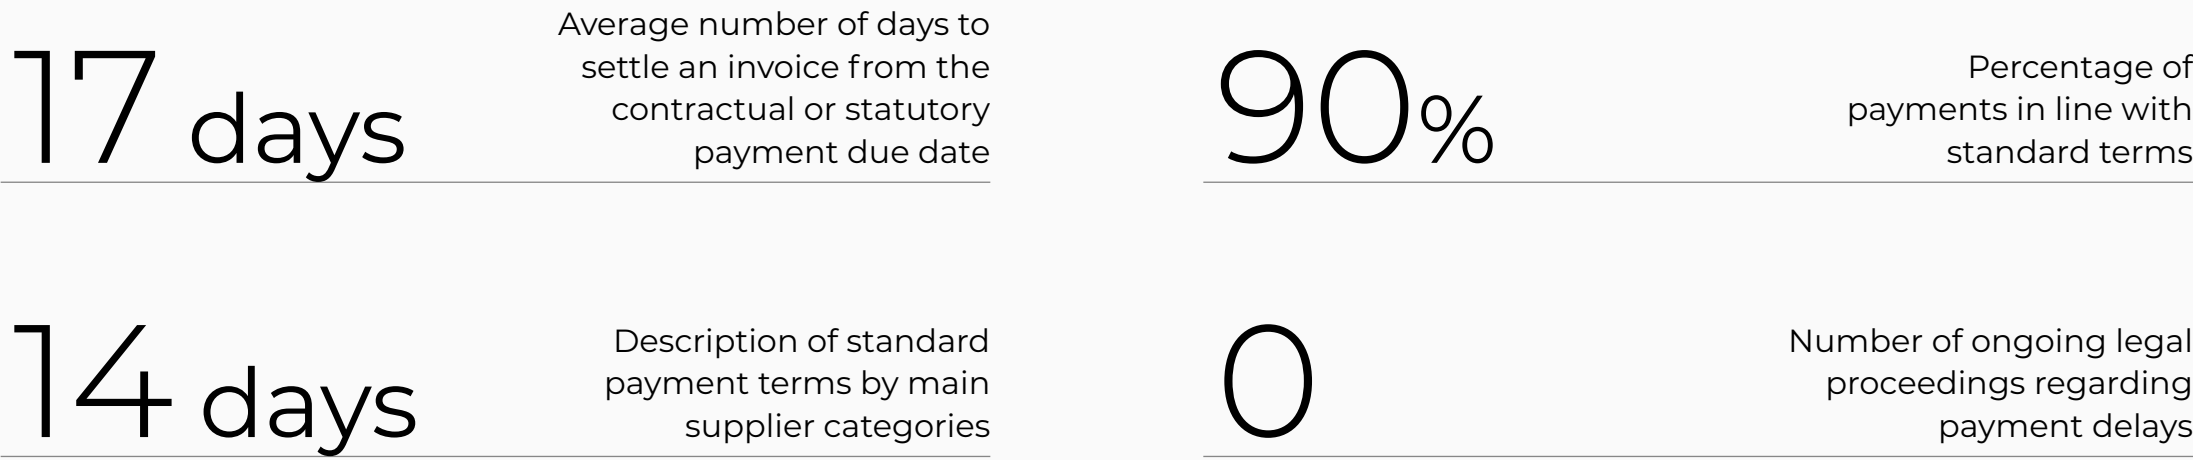 17 days
Average number of days to
settle an invoice from the
contractual or statutory
payment due date
90%
Percentage of
payments in line with
standard terms
14 days
Description of standard
payment terms by main
supplier categories
0
Number of ongoing legal
proceedings regarding
payment delays